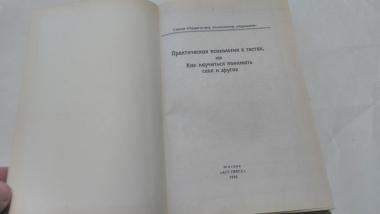 Практическая психология в тестах,
или
Как научиться понимать
себя и других
Москва
«АСТ-ПРЕСС»